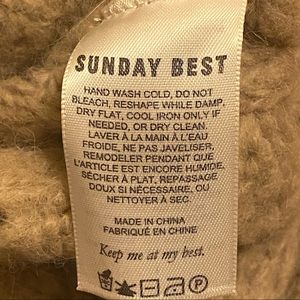 SUNDAY BEST
HAND WASH COLD, DO NOT
BLEACH, RESHAPE WHILE DAMP,
DRY FLAT, COOL IRON ONLY IF
NEEDED, OR DRY CLEAN.
LAVER À LA MAIN À L'EAU
FROIDE, NE PAS JAVELISER,
REMODELER PENDANT QUE
L'ARTICLE EST ENCORE HUMIDE.
SÉCHER À PLAT, REPASSAGE
DOUX SI NÉCESSAIRE, OU
NETTOYER À SEC.
MADE IN CHINA
FABRIQUÉ EN CHINE
Keep me at my best.